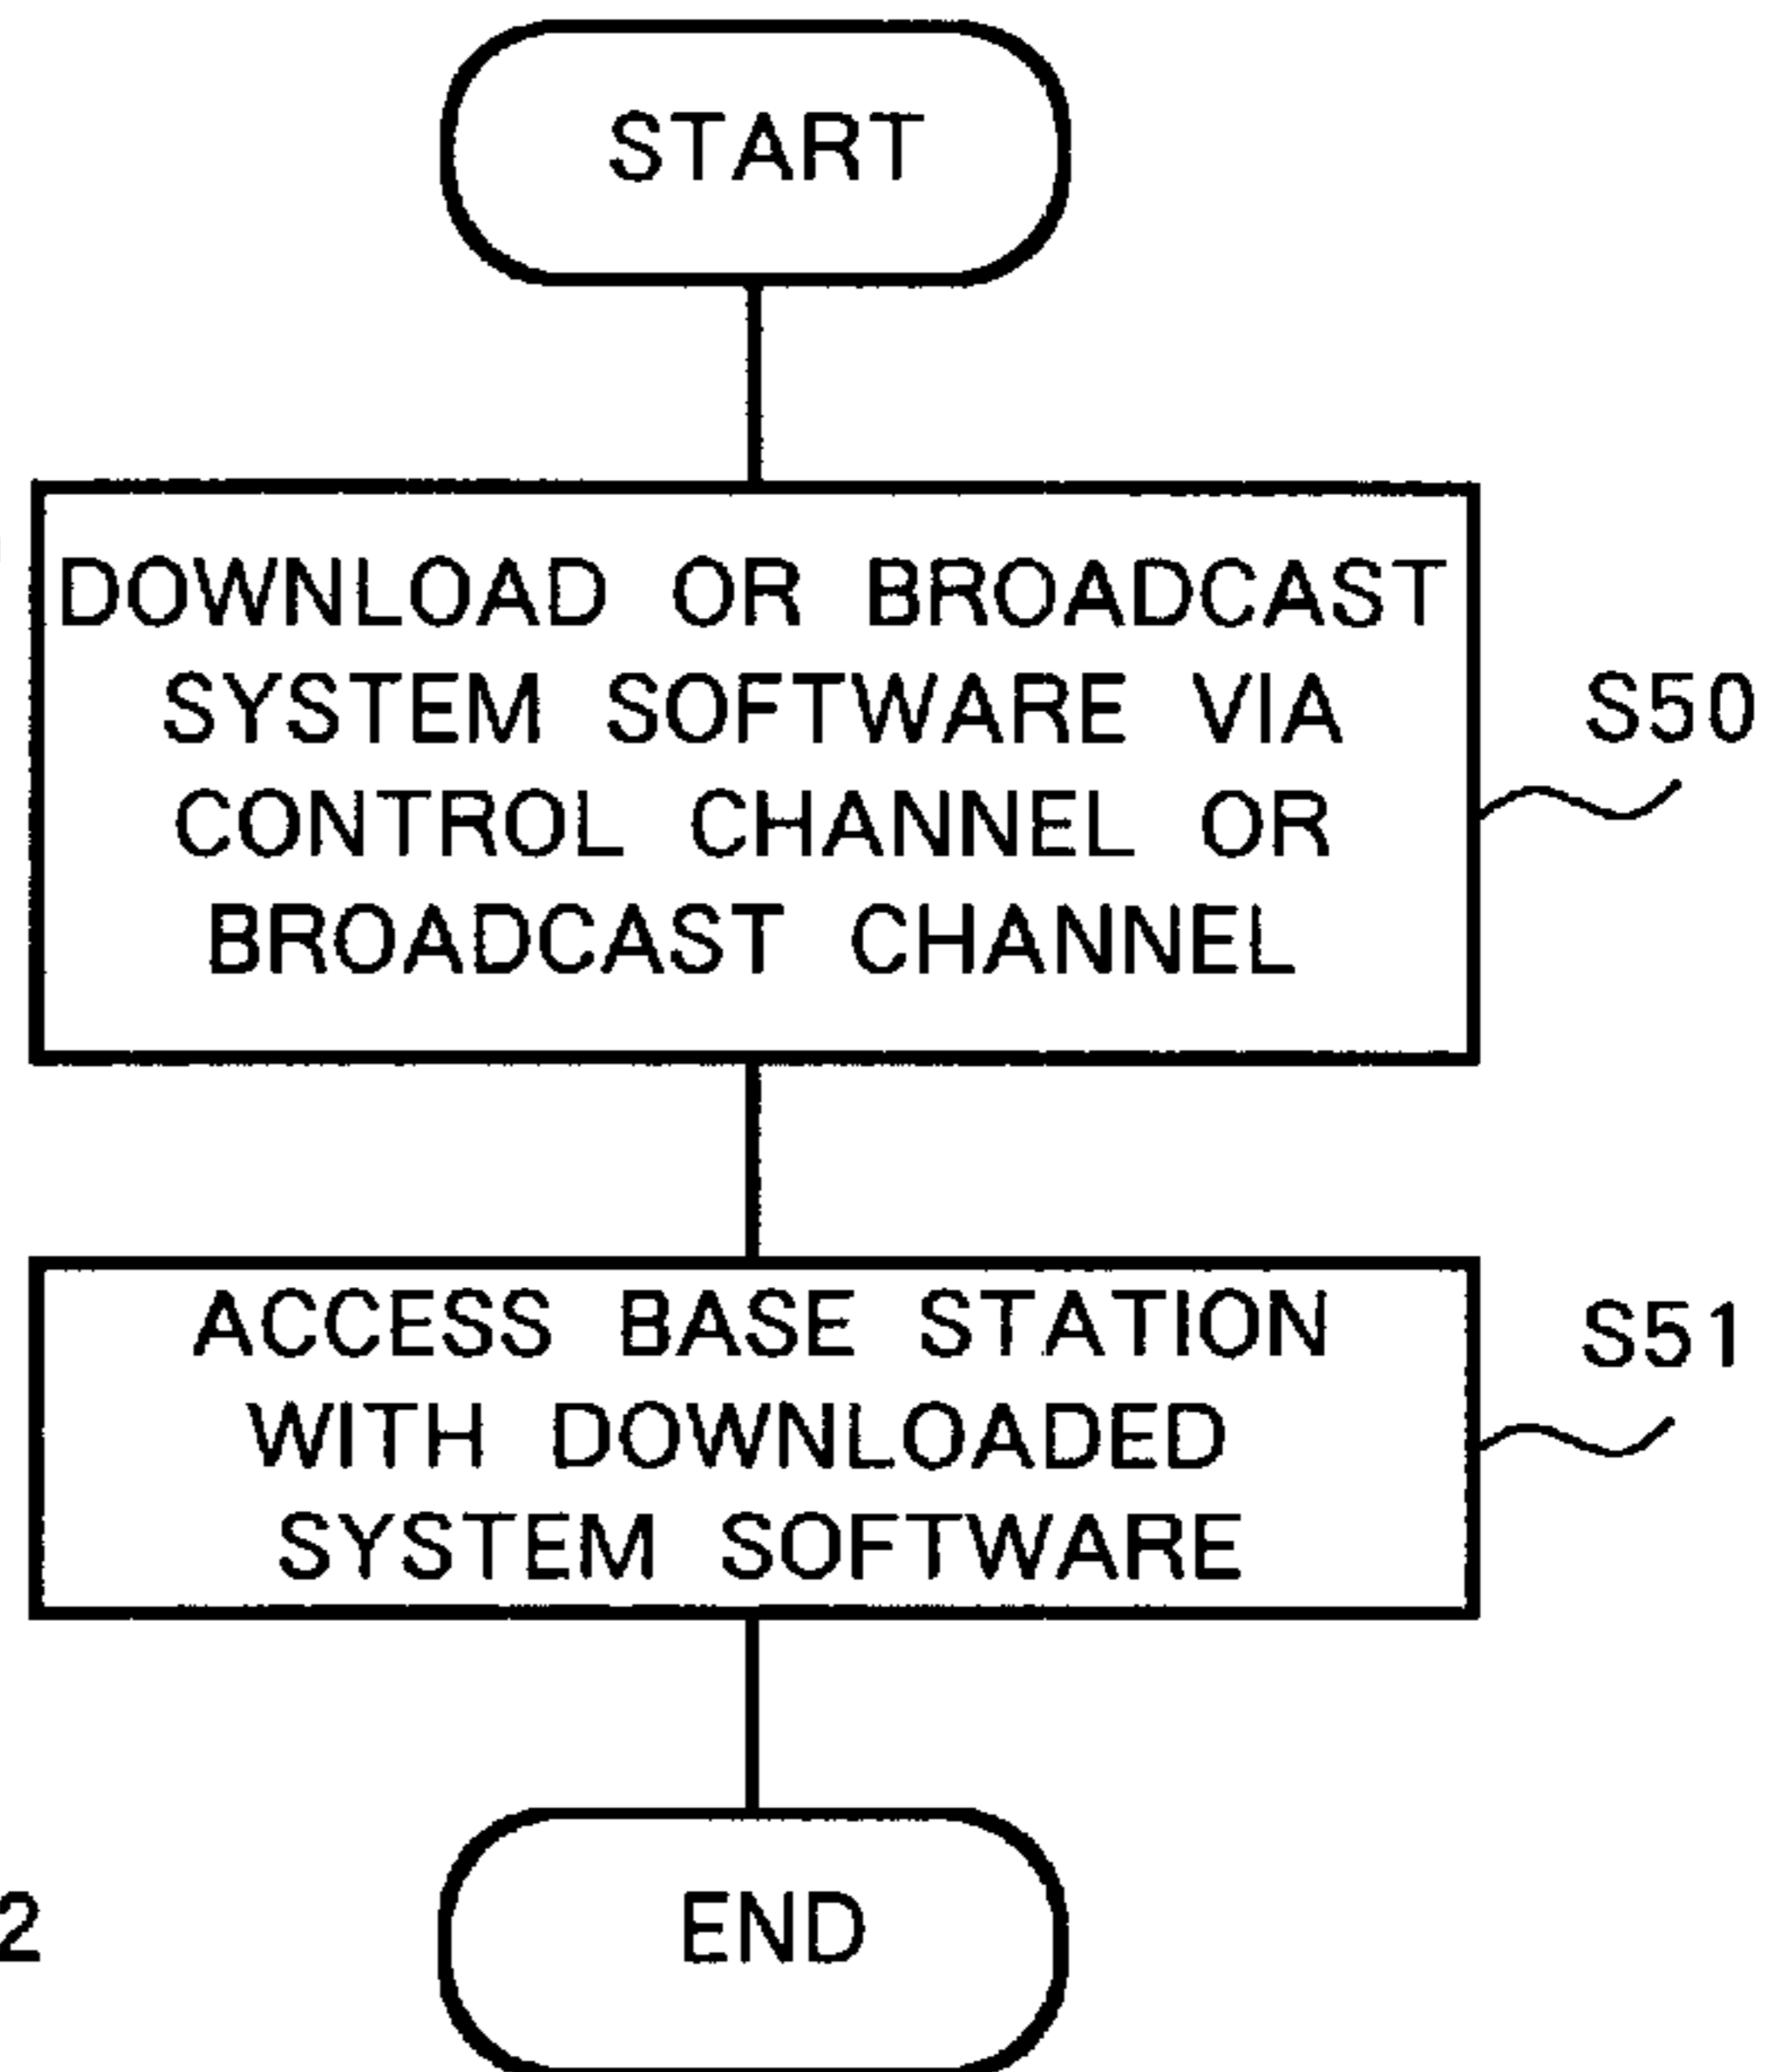 START
DOWNLOAD OR BROADCAST
SYSTEM SOFTWARE VIA
CONTROL CHANNEL OR
BROADCAST CHANNEL
S50
ACCESS BASE STATION
WITH DOWNLOADED
SYSTEM SOFTWARE
S51
2
END